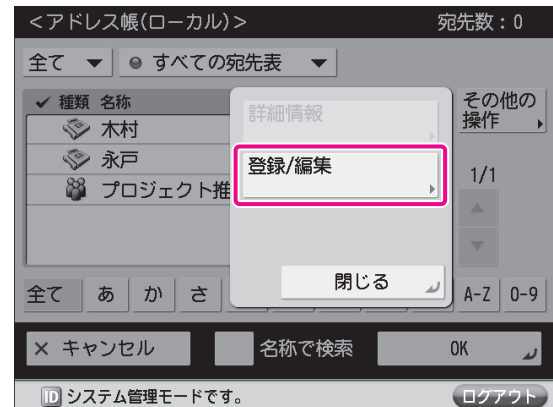 ＜アドレス帳(ローカル)＞ 宛先数：0
全て すべての宛先表
種類 名称
その他の
操作
詳細情報
木村
永戸
プロジェクト推
登録/編集
1/1
閉じる
全て あ か さ A-Z 0-9
× キャンセル 名称で検索 OK
ID システム管理モードです。 ログアウト